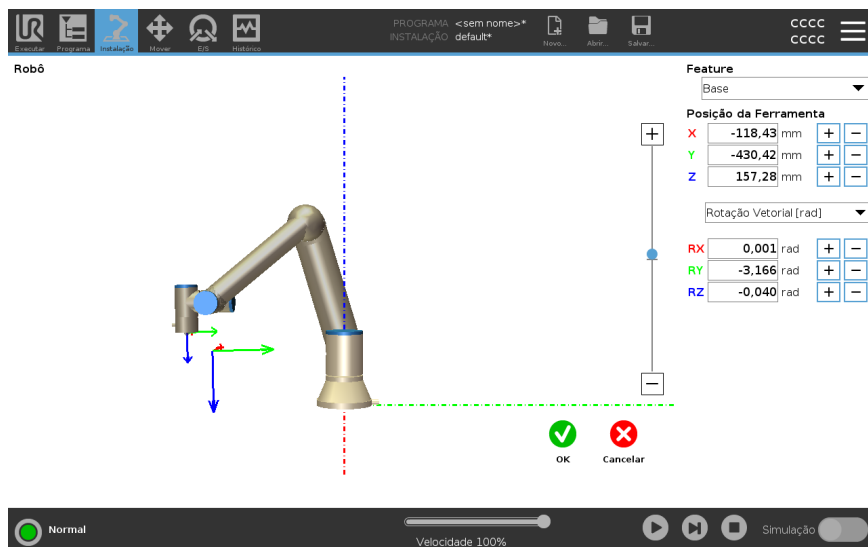 UR
PROGRAMA <sem nome>*
INSTALAÇÃO default*
CCCC
CCCC
Executar Programa Instalação Mover E/S Histórico Novo... Abrir... Salvar...
Robô
Feature
Base
Posição da Ferramenta
X -118,43 mm + −
Y -430,42 mm + −
Z 157,28 mm + −
Rotação Vetorial [rad]
RX 0,001 rad + −
RY -3,166 rad + −
RZ -0,040 rad + −
OK Cancelar
Normal
Velocidade 100%
Simulação